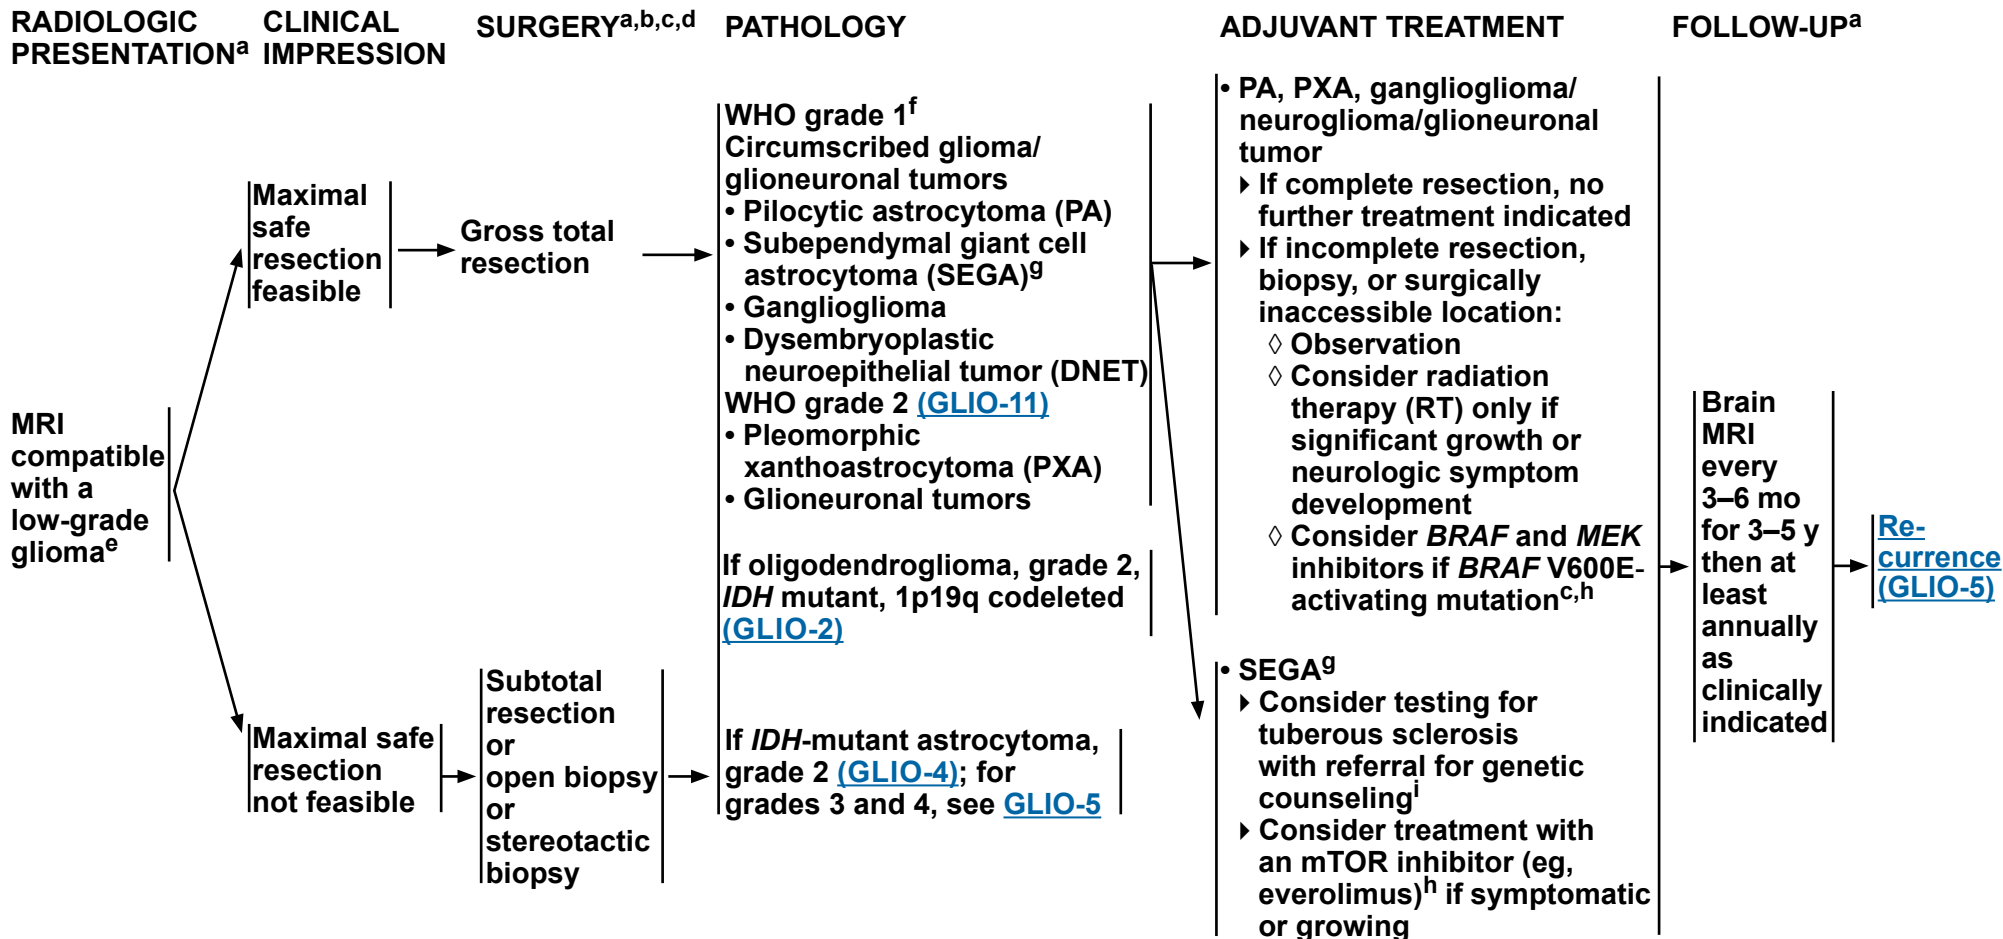 RADIOLOGIC
PRESENTATIONᵃ
CLINICAL
IMPRESSION
SURGERYᵃ,ᵇ,ᶜ,ᵈ
PATHOLOGY
ADJUVANT TREATMENT
FOLLOW-UPᵃ
MRI
compatible
with a
low-grade
gliomaᵉ
Maximal
safe
resection
feasible
Gross total
resection
Maximal safe
resection
not feasible
Subtotal
resection
or
open biopsy
or
stereotactic
biopsy
WHO grade 1ᶠ
Circumscribed glioma/
glioneuronal tumors
• Pilocytic astrocytoma (PA)
• Subependymal giant cell
astrocytoma (SEGA)ᵍ
• Ganglioglioma
• Dysembryoplastic
neuroepithelial tumor (DNET)
WHO grade 2 (GLIO-11)
• Pleomorphic
xanthoastrocytoma (PXA)
• Glioneuronal tumors
If oligodendroglioma, grade 2,
IDH mutant, 1p19q codeleted
(GLIO-2)
If IDH-mutant astrocytoma,
grade 2 (GLIO-4); for
grades 3 and 4, see GLIO-5
• PA, PXA, ganglioglioma/
neuroglioma/glioneuronal
tumor
▸ If complete resection, no
further treatment indicated
▸ If incomplete resection,
biopsy, or surgically
inaccessible location:
◊ Observation
◊ Consider radiation
therapy (RT) only if
significant growth or
neurologic symptom
development
◊ Consider BRAF and MEK
inhibitors if BRAF V600E-
activating mutationᶜ,ʰ
• SEGAᵍ
▸ Consider testing for
tuberous sclerosis
with referral for genetic
counselingⁱ
▸ Consider treatment with
an mTOR inhibitor (eg,
everolimus)ʰ if symptomatic
or growing
Brain
MRI
every
3–6 mo
for 3–5 y
then at
least
annually
as
clinically
indicated
Re-
currence
(GLIO-5)